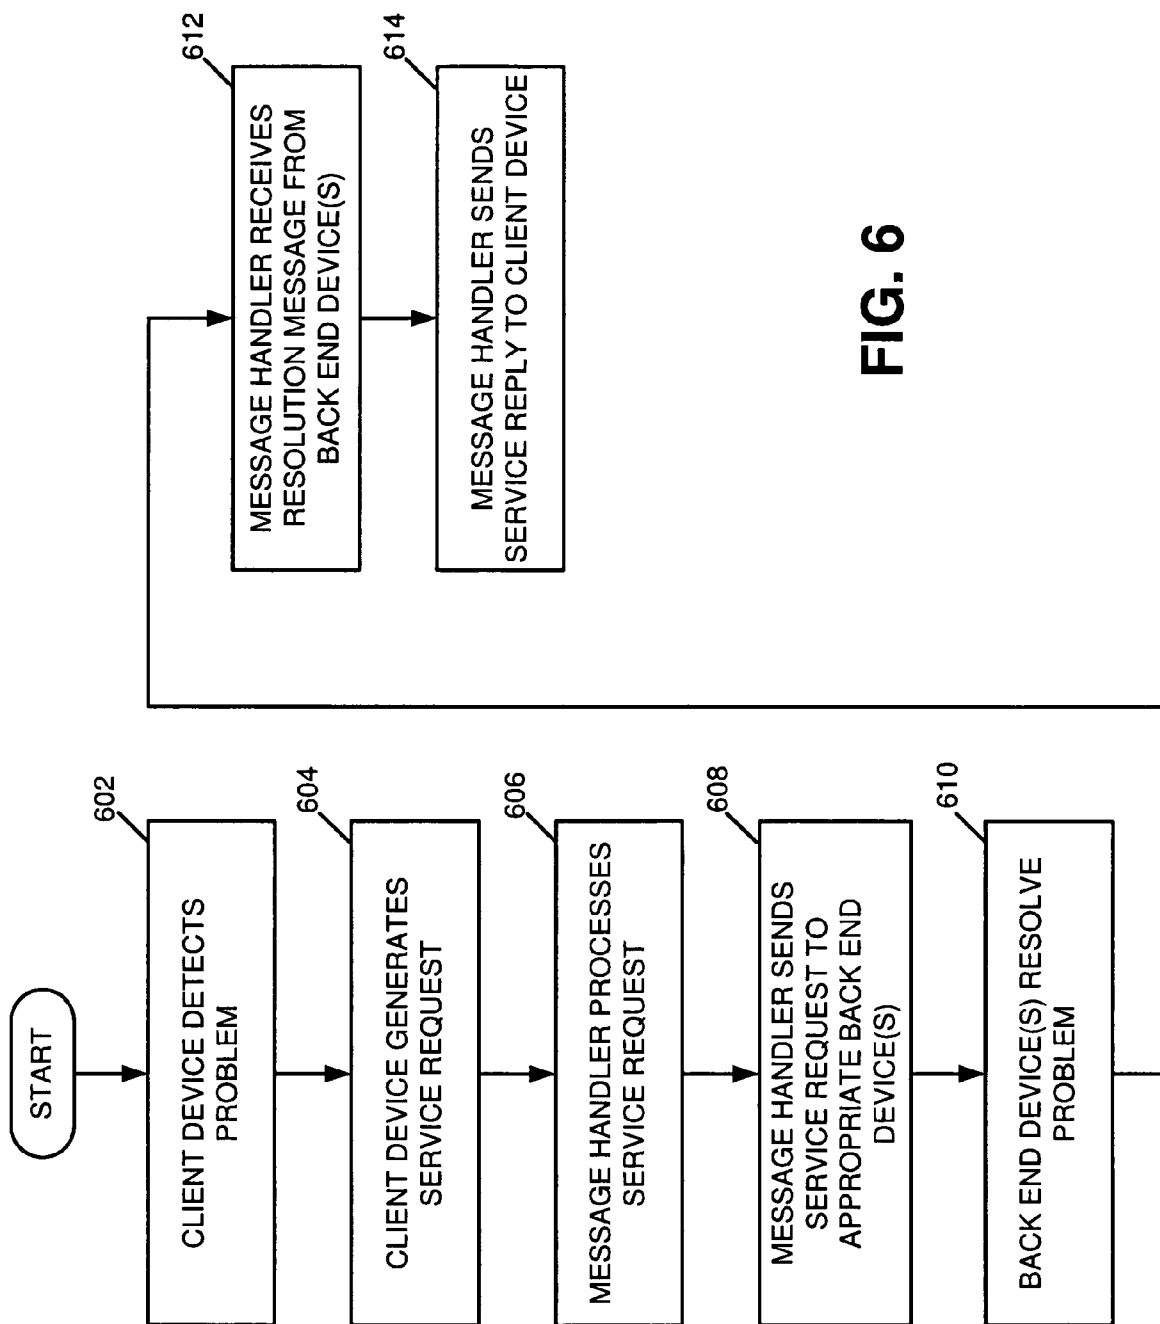 START
CLIENT DEVICE DETECTS
PROBLEM
602
CLIENT DEVICE GENERATES
SERVICE REQUEST
604
MESSAGE HANDLER PROCESSES
SERVICE REQUEST
606
MESSAGE HANDLER SENDS
SERVICE REQUEST TO
APPROPRIATE BACK END
DEVICE(S)
608
BACK END DEVICE(S) RESOLVE
PROBLEM
610
MESSAGE HANDLER RECEIVES
RESOLUTION MESSAGE FROM
BACK END DEVICE(S)
612
MESSAGE HANDLER SENDS
SERVICE REPLY TO CLIENT DEVICE
614
FIG. 6